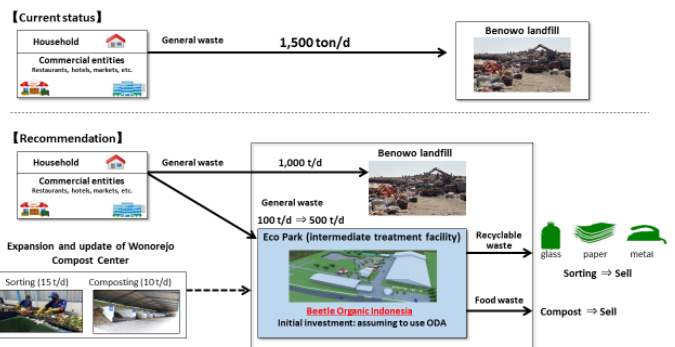 【Current status】
Household
Commercial entities
Restaurants, hotels, markets, etc.
General waste
1,500 ton/d
Benowo landfill
【Recommendation】
Household
Commercial entities
Restaurants, hotels, markets, etc.
General waste
1,000 t/d
Benowo landfill
General waste
100 t/d ⇒ 500 t/d
Expansion and update of Wonorejo
Compost Center
Sorting (15 t/d)
Composting (10 t/d)
Eco Park (intermediate treatment facility)
Beetle Organic Indonesia
Initial investment: assuming to use ODA
Recyclable
waste
glass
paper
metal
Sorting ⇒ Sell
Food waste
Compost ⇒ Sell